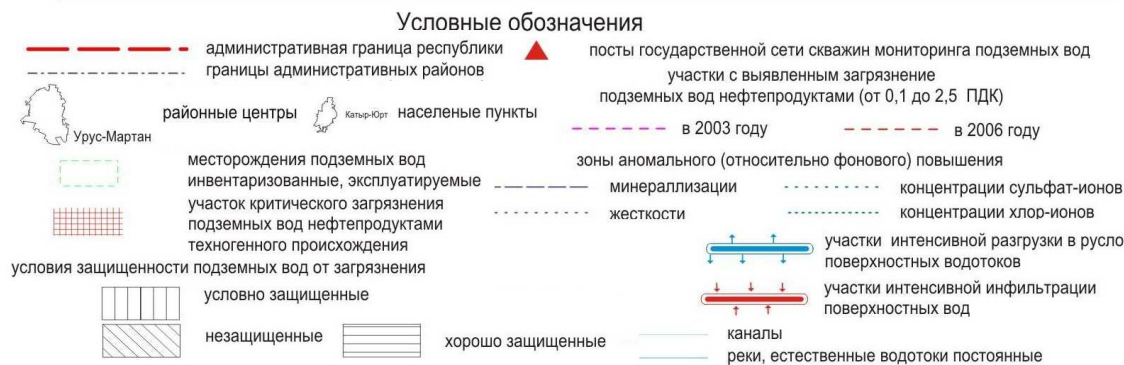 Условные обозначения
административная граница республики
границы административных районов
районные центры
Урус-Мартан
Катыр-Юрт
населеные пункты
месторождения подземных вод
инвентаризованные, эксплуатируемые
участок критического загрязнения
подземных вод нефтепродуктами
техногенного происхождения
условия защищенности подземных вод от загрязнения
условно защищенные
незащищенные
хорошо защищенные
посты государственной сети скважин мониторинга подземных вод
участки с выявленным загрязнение
подземных вод нефтепродуктами (от 0,1 до 2,5 ПДК)
в 2003 году
в 2006 году
зоны аномального (относительно фонового) повышения
минераллизации
концентрации сульфат-ионов
жесткости
концентрации хлор-ионов
участки интенсивной разгрузки в русло
поверхностных водотоков
участки интенсивной инфильтрации
поверхностных вод
каналы
реки, естественные водотоки постоянные